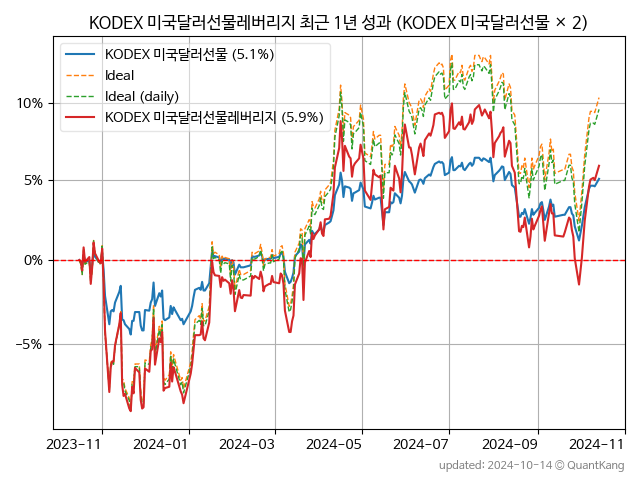 KODEX 미국달러선물레버리지 최근 1년 성과 (KODEX 미국달러선물 × 2)
KODEX 미국달러선물 (5.1%)
Ideal
Ideal (daily)
KODEX 미국달러선물레버리지 (5.9%)
10%
5%
0%
−5%
2023-11 2024-01 2024-03 2024-05 2024-07 2024-09 2024-11
updated: 2024-10-14 © QuantKang